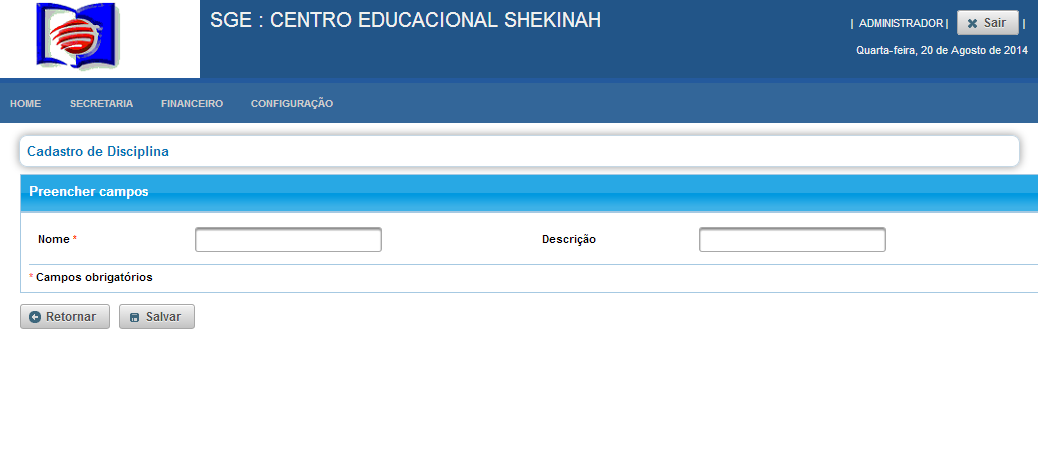 SGE : CENTRO EDUCACIONAL SHEKINAH
| ADMINISTRADOR | Sair |
Quarta-feira, 20 de Agosto de 2014
HOME SECRETARIA FINANCEIRO CONFIGURAÇÃO
Cadastro de Disciplina
Preencher campos
Nome * Descrição
* Campos obrigatórios
Retornar Salvar